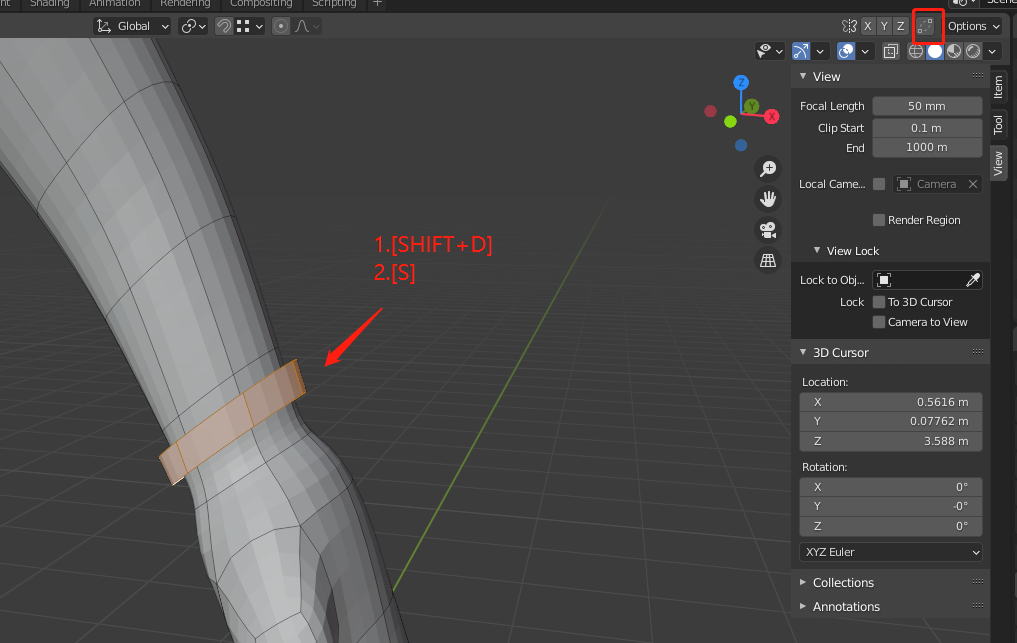 Shading
Animation
Rendering
Compositing
Scripting
+
Global
X Y Z
Options
View
Focal Length 50 mm
Clip Start 0.1 m
End 1000 m
Local Came... Camera
Render Region
View Lock
Lock to Obj...
Lock To 3D Cursor
Camera to View
3D Cursor
Location:
X 0.5616 m
Y 0.07762 m
Z 3.588 m
Rotation:
X 0°
Y -0°
Z 0°
XYZ Euler
Collections
Annotations
Item
Tool
View
Z
Y
X
1.[SHIFT+D]
2.[S]